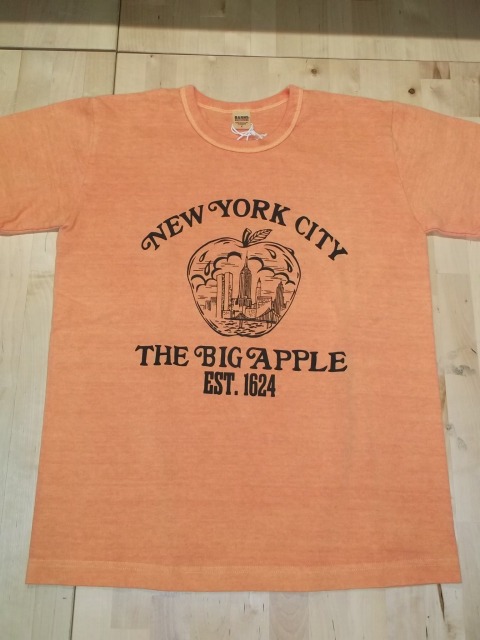 NEW YORK CITY
THE BIG APPLE
EST. 1624